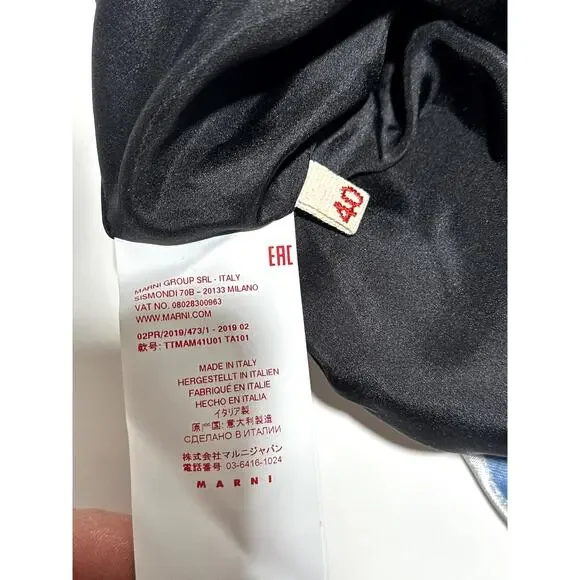 40
EAC
MARNI GROUP SRL - ITALY
SISMONDI 70B - 20133 MILANO
VAT NO. 08028300963
WWW.MARNI.COM
02PR/2019/473/1 - 2019 02
款号: TTMAM41U01 TA101
MADE IN ITALY
HERGESTELLT IN ITALIEN
FABRIQUÉ EN ITALIE
HECHO EN ITALIA
イタリア製
原产国: 意大利製造
СДЕЛАНО В ИТАЛИИ
株式会社マルニジャパン
電話番号 03-6416-1024
MARNI